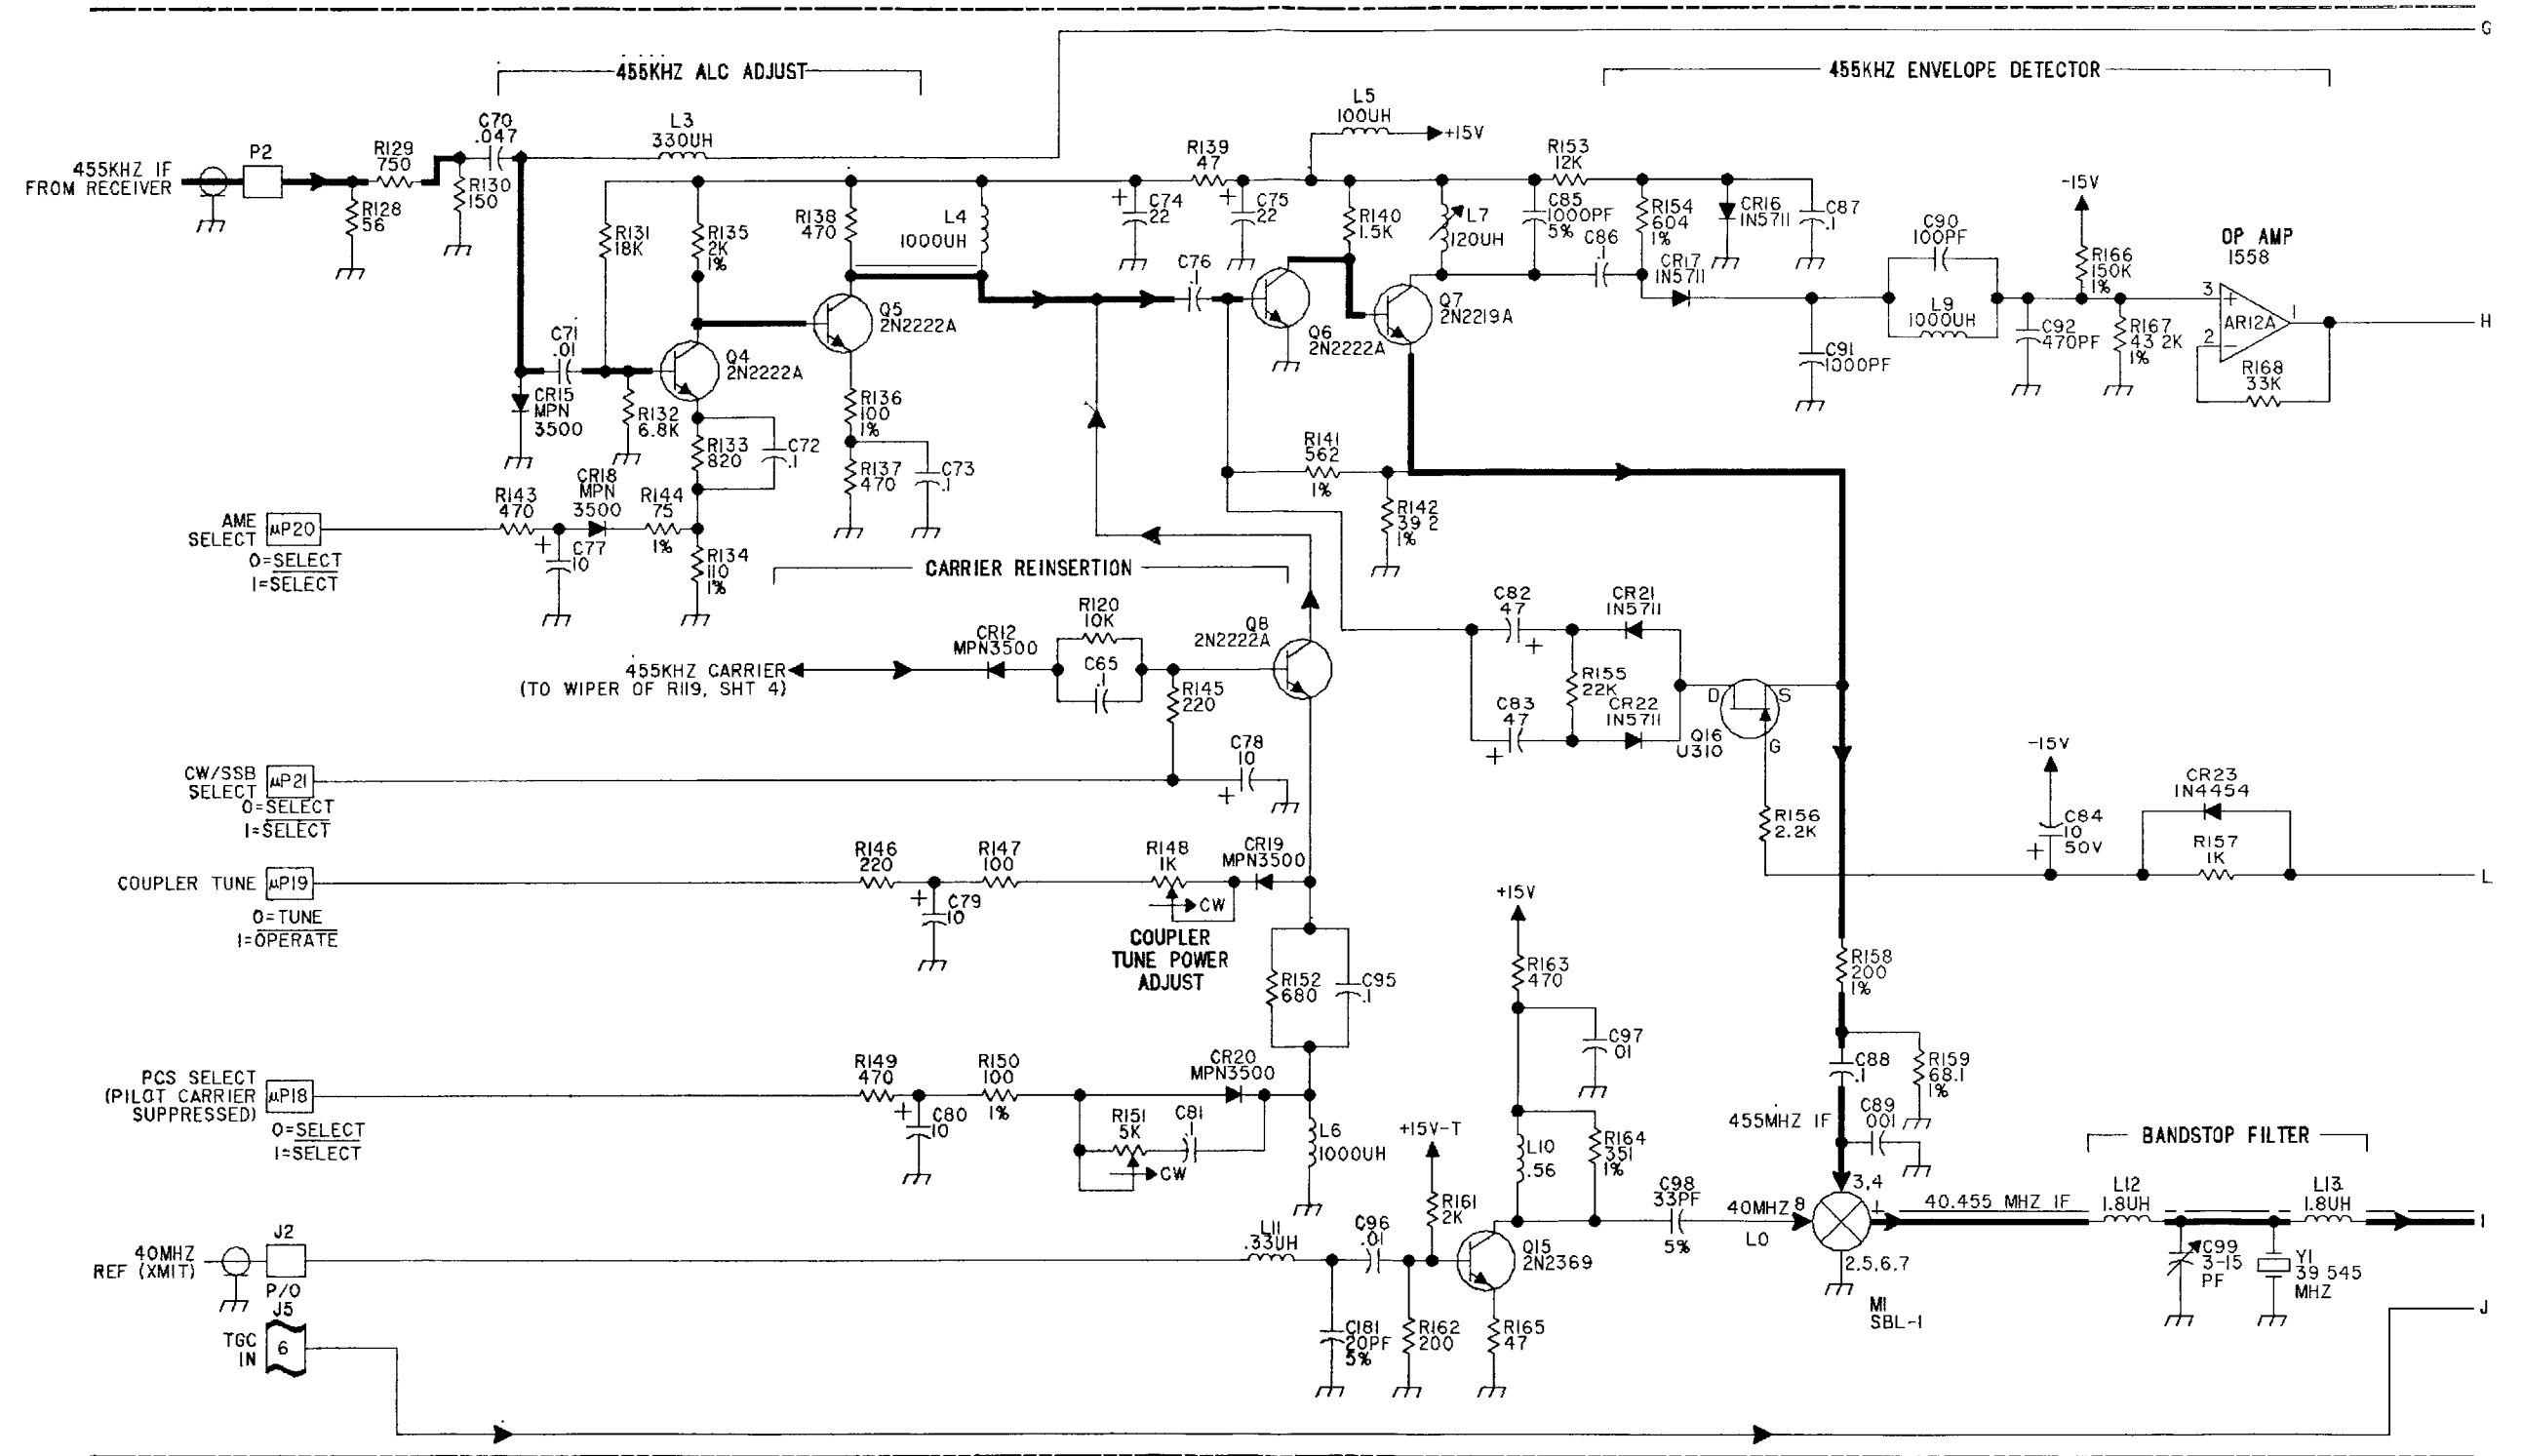 G
455KHZ ALC ADJUST
455KHZ ENVELOPE DETECTOR
455KHZ IF
FROM RECEIVER
P2
R129
750
C70
.047
R130
150
R128
56
L3
330UH
R131
18K
R135
2K
1%
R138
470
L4
1000UH
C74
22
R139
47
C75
22
L5
100UH
+15V
R140
1.5K
L7
120UH
C85
1000PF
5%
R153
12K
C86
.1
R154
604
1%
CR16
1N5711
C87
.1
CR17
1N5711
C90
100PF
L9
1000UH
-15V
R166
150K
1%
OP AMP
1558
3
+
AR12A
1
2
-
H
C91
1000PF
C92
470PF
R167
43 2K
1%
R168
33K
C71
.01
CR15
MPN
3500
R132
6.8K
Q4
2N2222A
Q5
2N2222A
C76
.1
Q6
2N2222A
Q7
2N2219A
R133
820
C72
.1
R136
100
1%
R137
470
C73
.1
R141
562
1%
R142
39 2
1%
AME
SELECT
µP20
0=SELECT
1=SELECT
R143
470
CR18
MPN
3500
R144
75
1%
C77
10
R134
110
1%
CARRIER REINSERTION
455KHZ CARRIER
(TO WIPER OF R119, SHT 4)
CR12
MPN3500
R120
10K
C65
.1
Q8
2N2222A
R145
220
C78
10
C82
47
CR21
1N5711
R155
22K
C83
47
CR22
1N5711
D
S
G
Q16
U310
CW/SSB
SELECT
µP21
0=SELECT
1=SELECT
R156
2.2K
-15V
C84
10
50V
CR23
1N4454
R157
1K
L
COUPLER TUNE
µP19
0=TUNE
1=OPERATE
R146
220
C79
10
R147
100
R148
1K
CW
CR19
MPN3500
COUPLER
TUNE POWER
ADJUST
R152
680
C95
.1
+15V
R163
470
C97
01
R158
200
1%
C88
.1
R159
68.1
1%
PCS SELECT
(PILOT CARRIER
SUPPRESSED)
µP18
0=SELECT
1=SELECT
R149
470
C80
10
R150
100
1%
R151
5K
C81
.1
CW
CR20
MPN3500
L6
1000UH
+15V-T
R161
2K
L10
.56
R164
351
1%
C98
33PF
5%
455MHZ IF
C89
001
3,4
40MHZ
LO
8
1
2.5,6.7
M1
SBL-1
40.455 MHZ IF
BANDSTOP FILTER
L12
1.8UH
L13
1.8UH
I
C99
3-15
PF
Y1
39 545
MHZ
40MHZ
REF (XMIT)
J2
P/O
J5
TGC
IN
6
L11
.33UH
C96
.01
C181
20PF
5%
R162
200
Q15
2N2369
R165
47
J